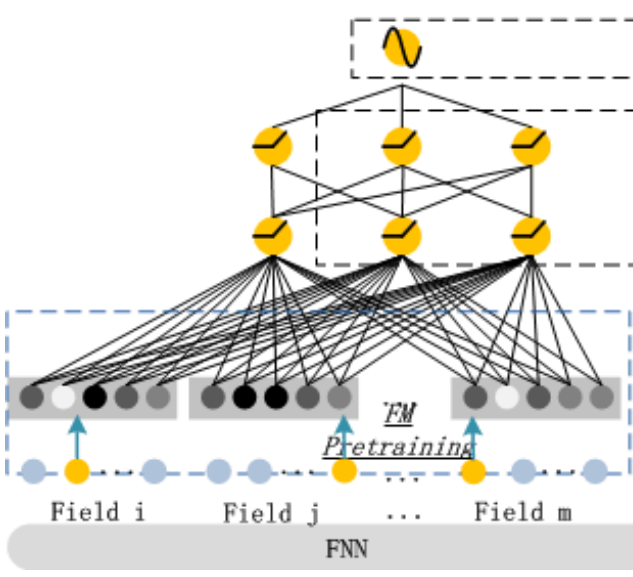 FM
Pretraining
...
...
...
...
Field i
Field j
...
Field m
FNN